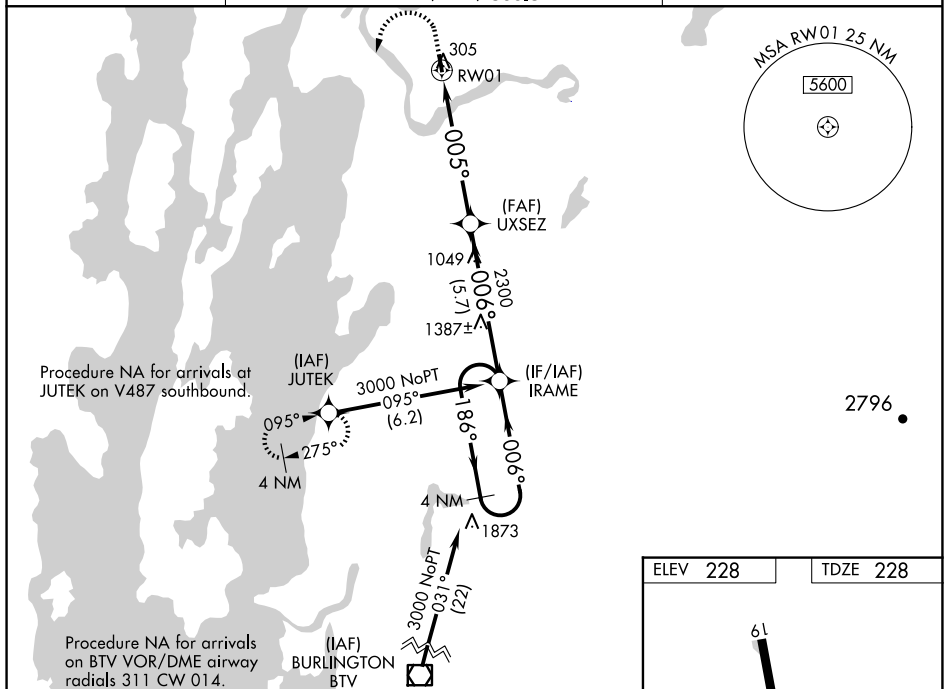 305
RW01
MSA RW01 25 NM
5600
005°
(FAF)
UXSEZ
1049
2300
006°
(5.7)
1387±
Procedure NA for arrivals at
JUTEK on V487 southbound.
(IAF)
JUTEK
3000 NoPT
095°
(6.2)
(IF/IAF)
IRAME
2796
095°
275°
4 NM
186°
006°
4 NM
1873
3000 NoPT
031°
(22)
Procedure NA for arrivals
on BTV VOR/DME airway
radials 311 CW 014.
(IAF)
BURLINGTON
BTV
ELEV 228
TDZE 228
19